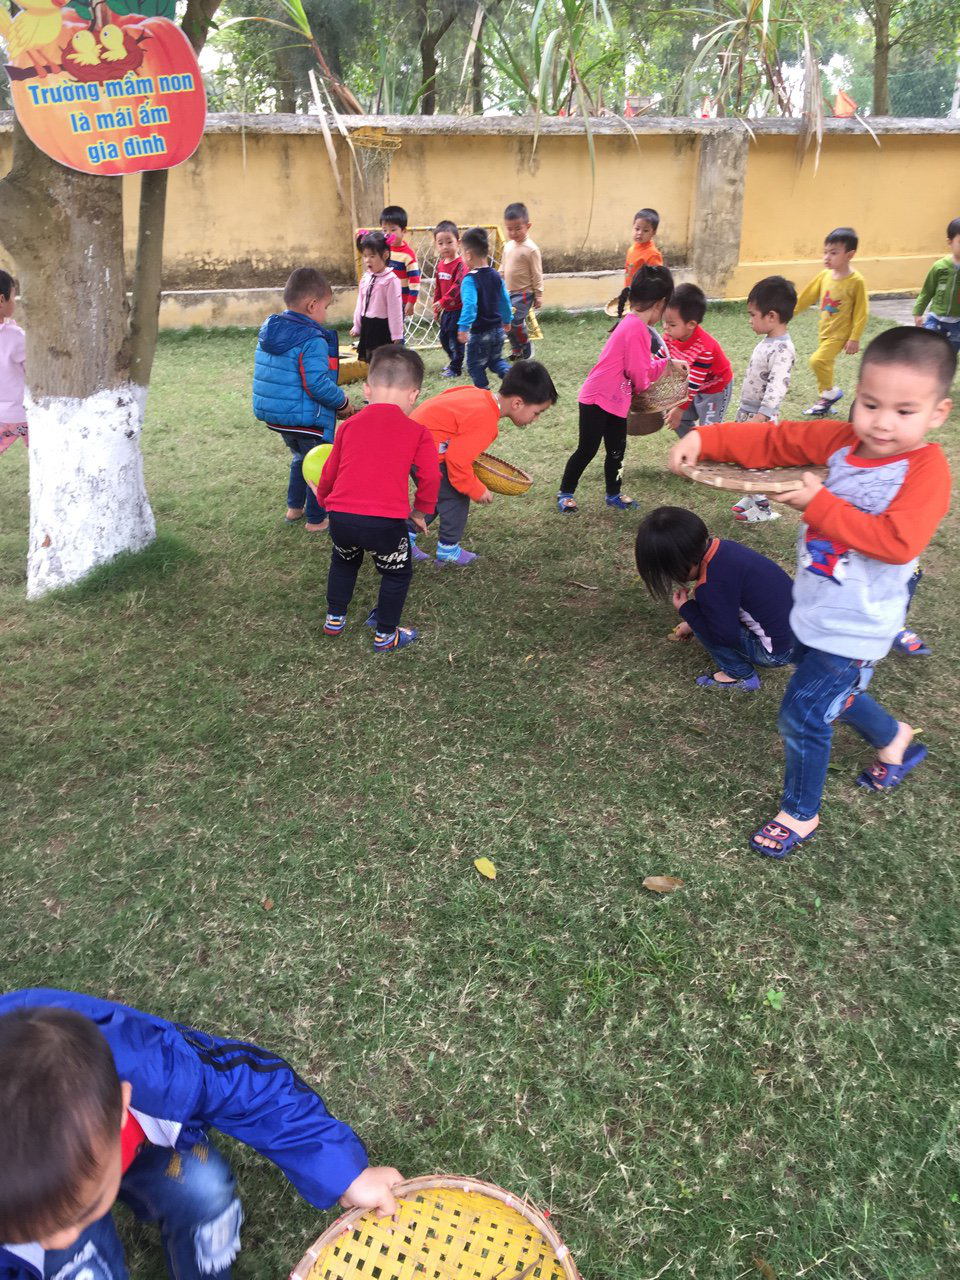 Trường mầm non
là mái ấm
gia đình